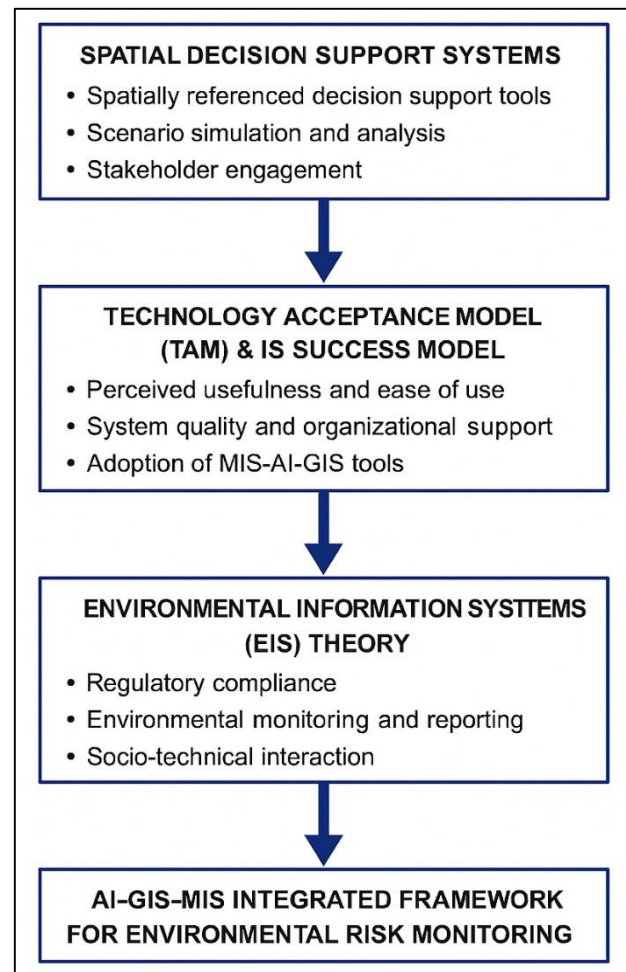 SPATIAL DECISION SUPPORT SYSTEMS
• Spatially referenced decision support tools
• Scenario simulation and analysis
• Stakeholder engagement
TECHNOLOGY ACCEPTANCE MODEL
(TAM) & IS SUCCESS MODEL
• Perceived usefulness and ease of use
• System quality and organizational support
• Adoption of MIS-AI-GIS tools
ENVIRONMENTAL INFORMATION SYSTTEMS
(EIS) THEORY
• Regulatory compliance
• Environmental monitoring and reporting
• Socio-technical interaction
AI-GIS-MIS INTEGRATED FRAMEWORK
FOR ENVIRONMENTAL RISK MONITORING